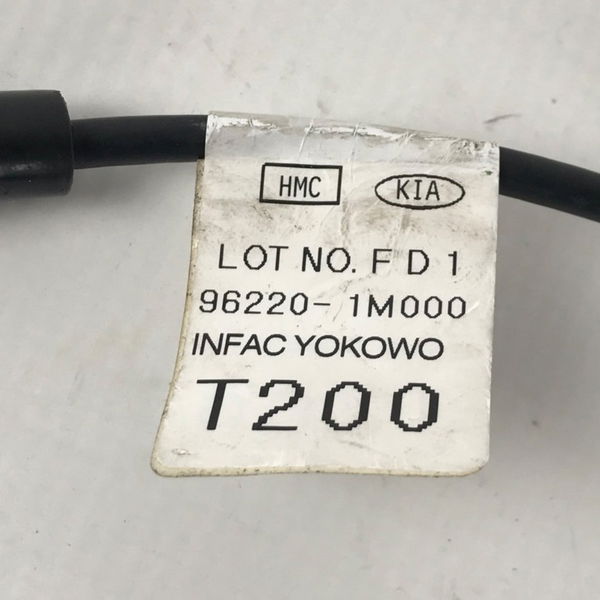 HMC KIA
LOT NO. F D 1
96220-1M000
INFAC YOKOWO
T200